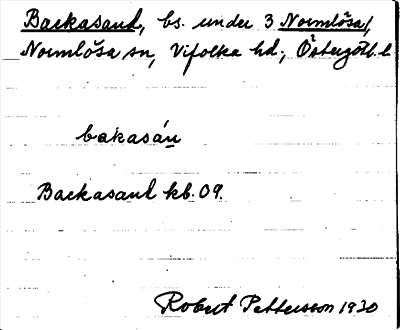 Backasand, bs. under 3 Normlösa,
Normlösa sn, Vifolka hd., Östergötl. l.
bakasán
Backasand kb. 09.
Robert Pettersson 1930